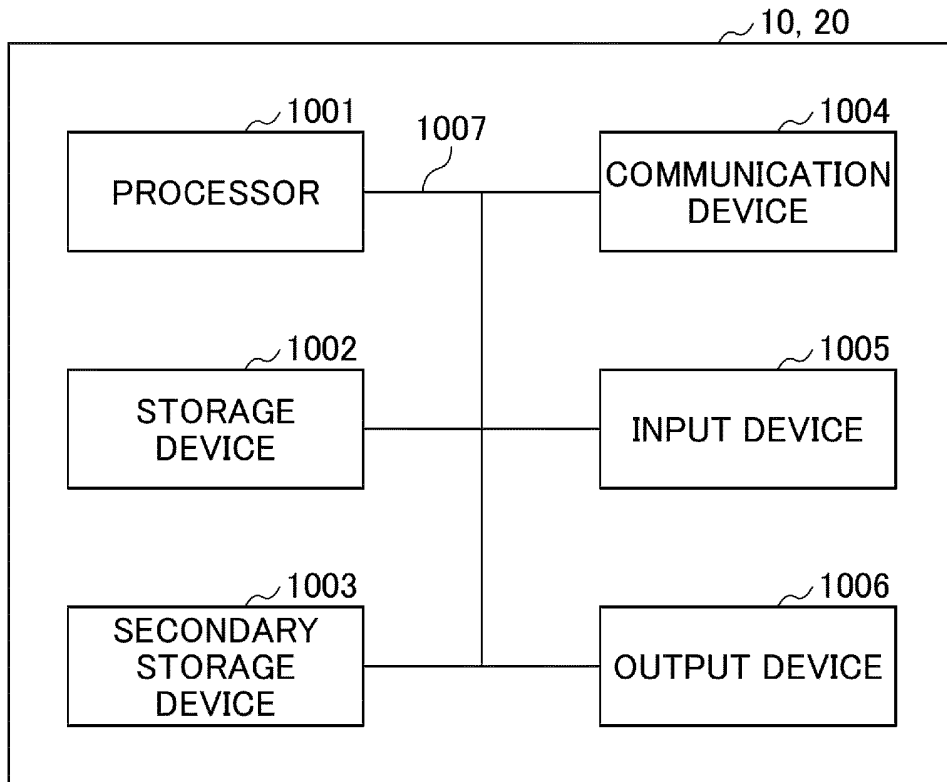 10, 20
1001
PROCESSOR
1007
1004
COMMUNICATION
DEVICE
1002
STORAGE
DEVICE
1005
INPUT DEVICE
1003
SECONDARY
STORAGE
DEVICE
1006
OUTPUT DEVICE